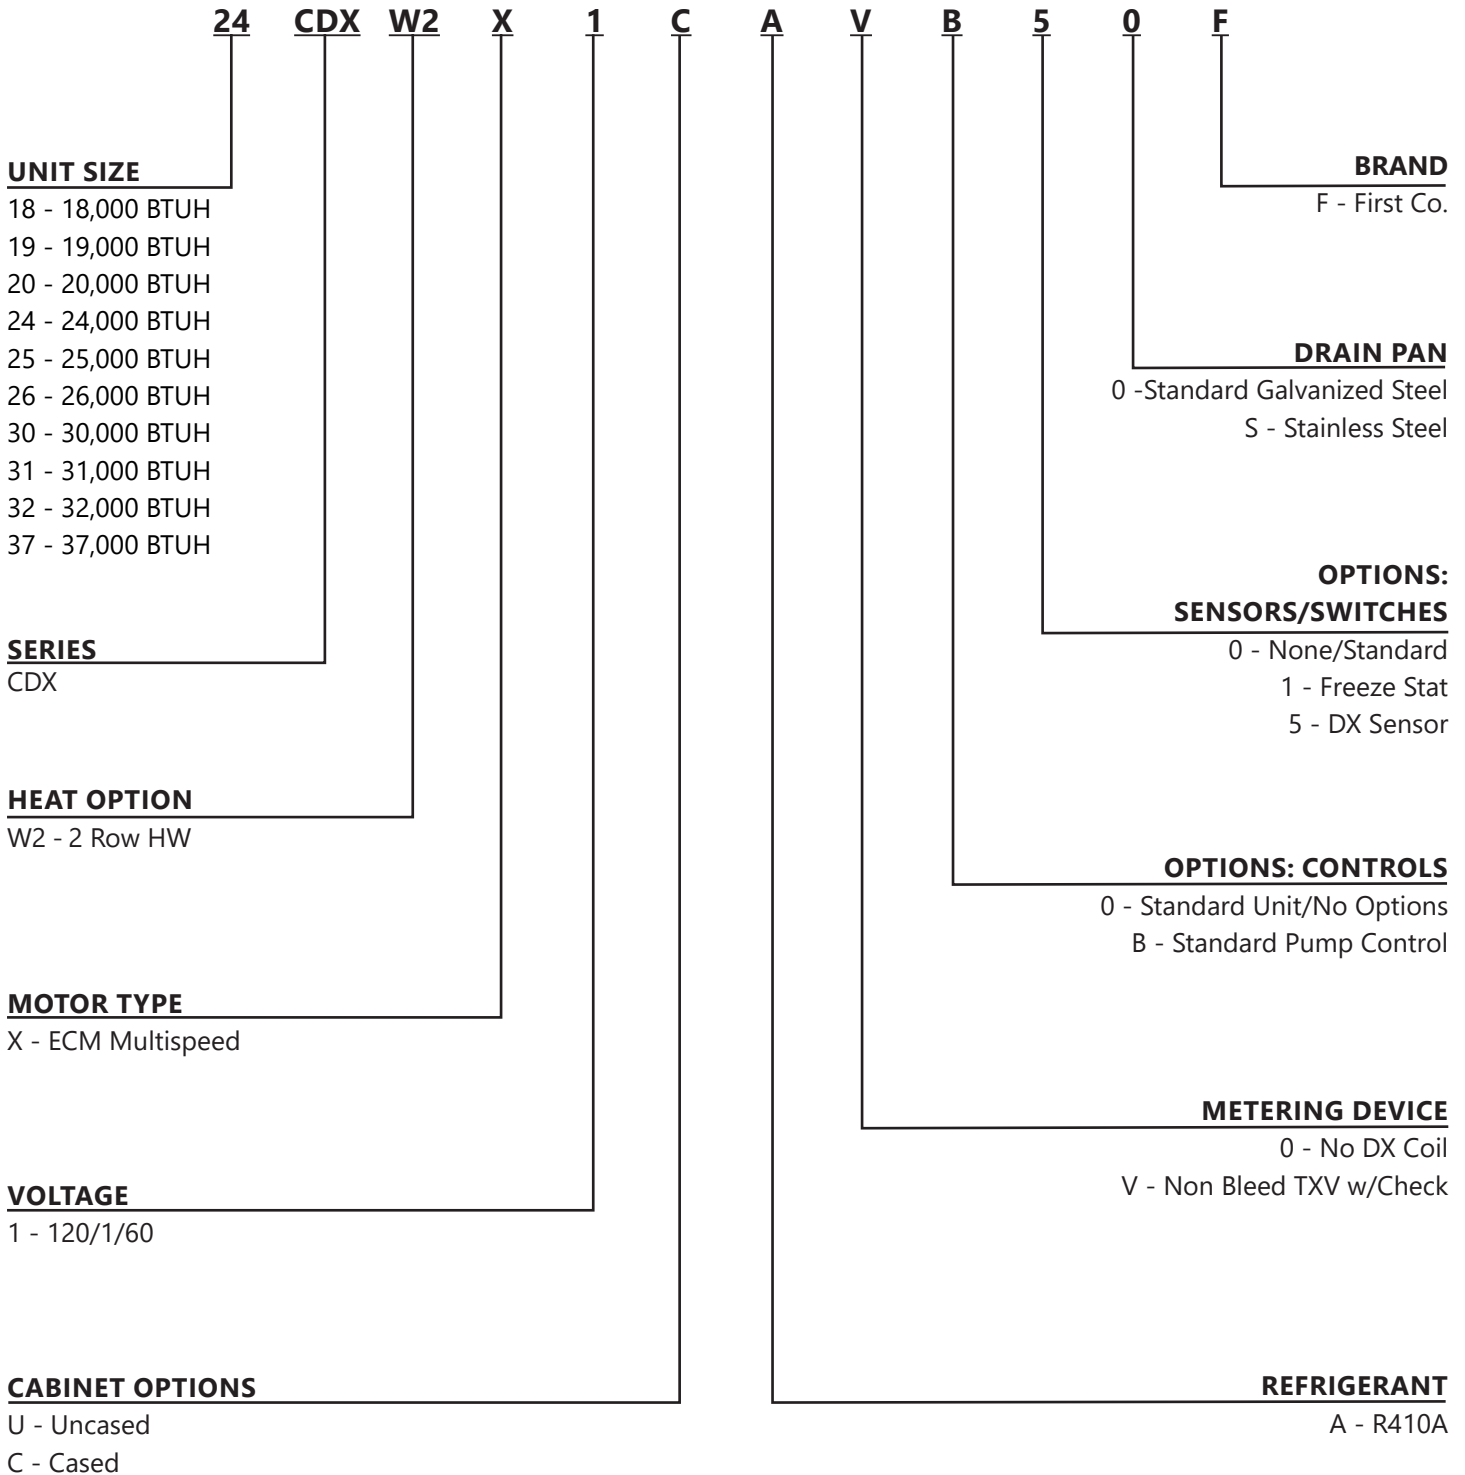 24 CDX W2 X 1 C A V B 5 0 F
UNIT SIZE
18 - 18,000 BTUH
19 - 19,000 BTUH
20 - 20,000 BTUH
24 - 24,000 BTUH
25 - 25,000 BTUH
26 - 26,000 BTUH
30 - 30,000 BTUH
31 - 31,000 BTUH
32 - 32,000 BTUH
37 - 37,000 BTUH
SERIES
CDX
HEAT OPTION
W2 - 2 Row HW
MOTOR TYPE
X - ECM Multispeed
VOLTAGE
1 - 120/1/60
CABINET OPTIONS
U - Uncased
C - Cased
BRAND
F - First Co.
DRAIN PAN
0 -Standard Galvanized Steel
S - Stainless Steel
OPTIONS:
SENSORS/SWITCHES
0 - None/Standard
1 - Freeze Stat
5 - DX Sensor
OPTIONS: CONTROLS
0 - Standard Unit/No Options
B - Standard Pump Control
METERING DEVICE
0 - No DX Coil
V - Non Bleed TXV w/Check
REFRIGERANT
A - R410A